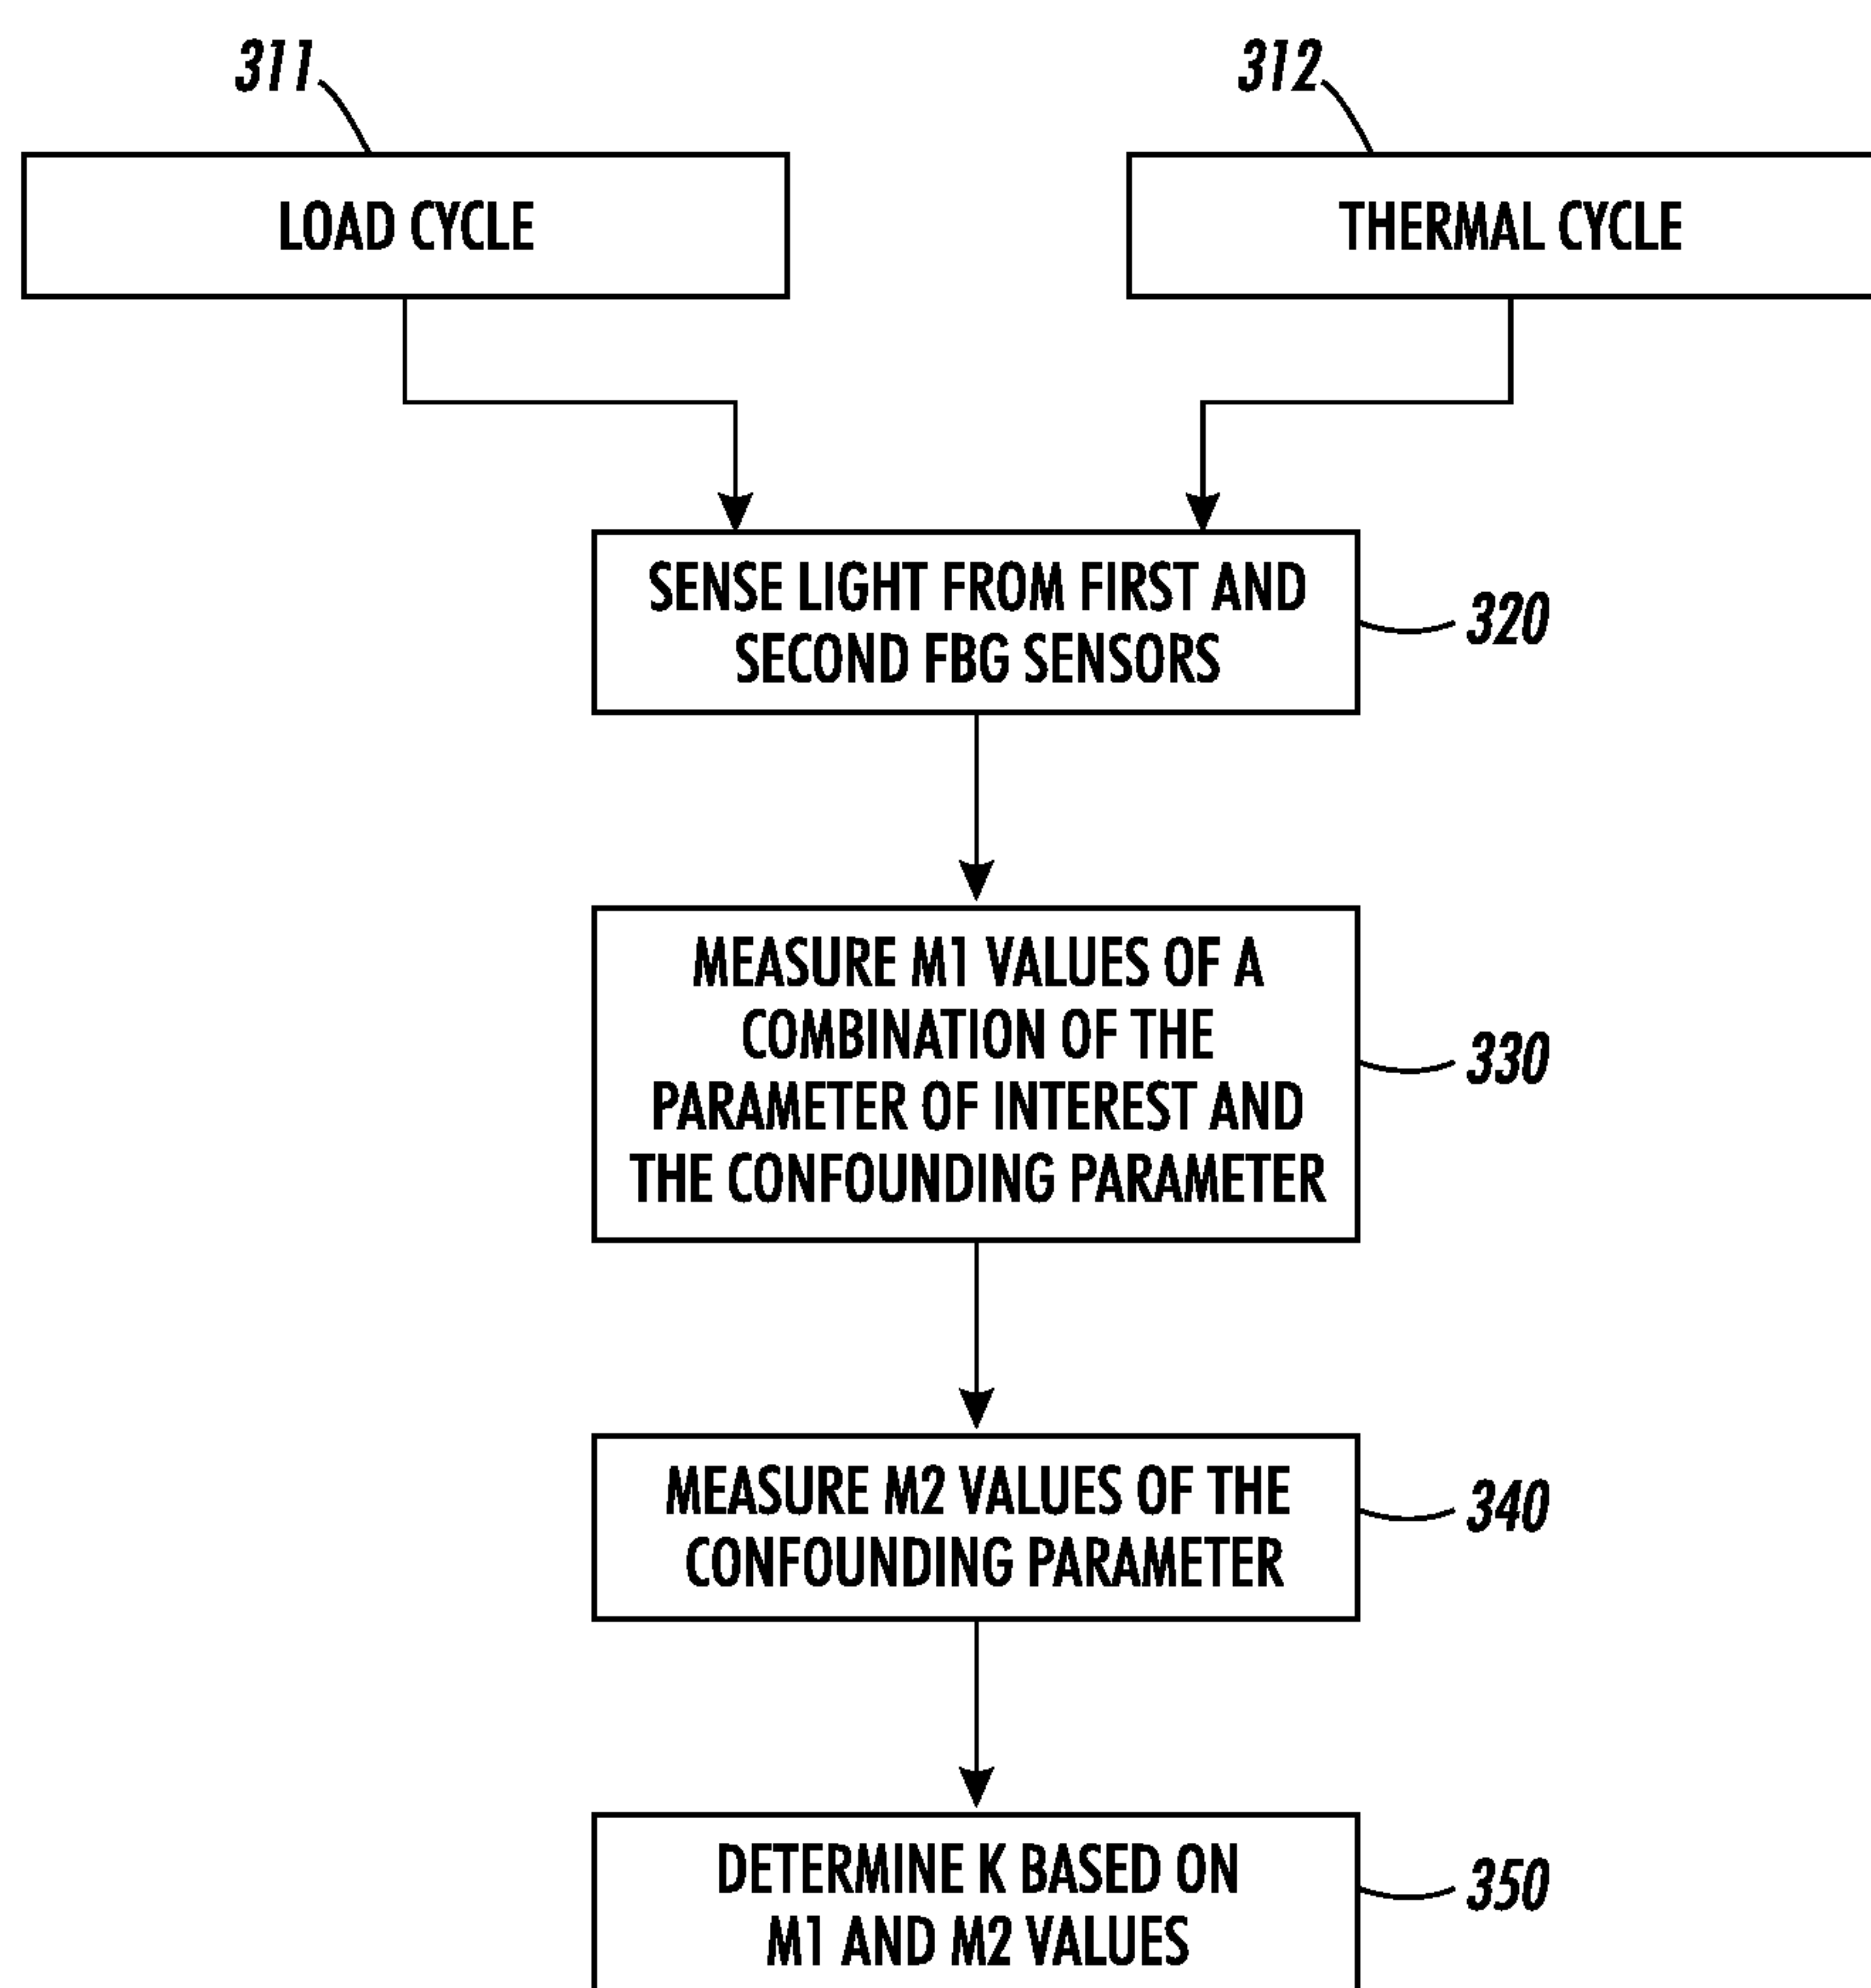 311
312
LOAD CYCLE
THERMAL CYCLE
SENSE LIGHT FROM FIRST AND
SECOND FBG SENSORS
320
MEASURE M1 VALUES OF A
COMBINATION OF THE
PARAMETER OF INTEREST AND
THE CONFOUNDING PARAMETER
330
MEASURE M2 VALUES OF THE
CONFOUNDING PARAMETER
340
DETERMINE K BASED ON
M1 AND M2 VALUES
350